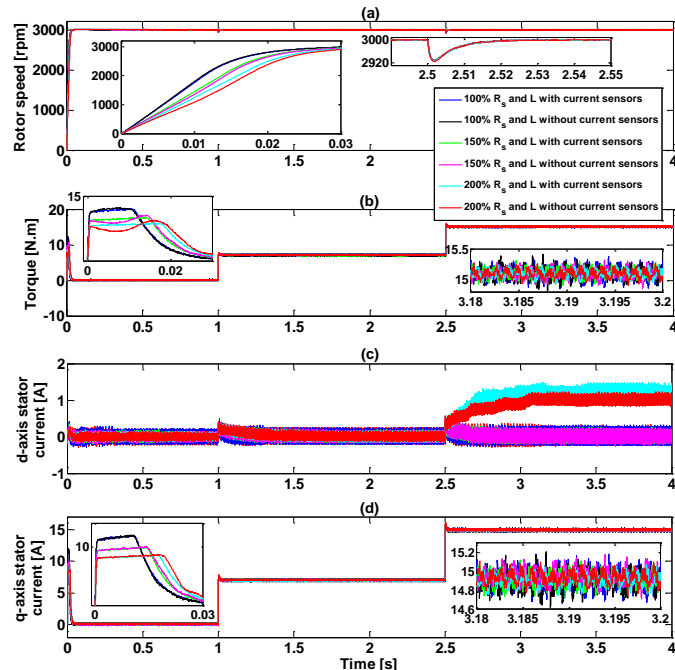 (a)
Rotor speed [rpm]
3000
2000
1000
0
0 0.5 1 1.5 2 2.5 3 3.5 4
3000
2000
1000
0
0 0.01 0.02 0.03
3000
2920
2.5 2.51 2.52 2.53 2.54 2.55
100% Rs and L with current sensors
100% Rs and L without current sensors
150% Rs and L with current sensors
150% Rs and L without current sensors
200% Rs and L with current sensors
200% Rs and L without current sensors
(b)
Torque [N.m]
20
10
0
-10
0 0.5 1 1.5 2 2.5 3 3.5 4
15
0 0.02
15.5
15
3.18 3.185 3.19 3.195 3.2
(c)
d-axis stator
current [A]
2
1
0
-1
0 0.5 1 1.5 2 2.5 3 3.5 4
(d)
q-axis stator
current [A]
15
10
5
0
0 0.5 1 1.5 2 2.5 3 3.5 4
10
0 0.03
15.2
15
14.8
14.6
3.18 3.185 3.19 3.195 3.2
Time [s]